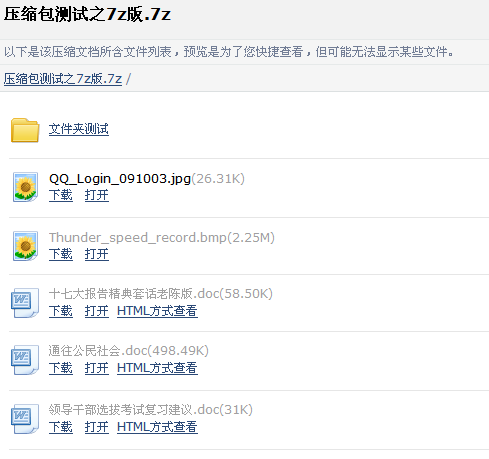 压缩包测试之7z版.7z
以下是该压缩文档所含文件列表，预览是为了您快捷查看，但可能无法显示某些文件。
压缩包测试之7z版.7z /
文件夹测试
QQ_Login_091003.jpg(26.31K)
下载 打开
Thunder_speed_record.bmp(2.25M)
下载 打开
十七大报告精典套话老陈版.doc(58.50K)
下载 打开 HTML方式查看
通往公民社会.doc(498.49K)
下载 打开 HTML方式查看
领导干部选拔考试复习建议.doc(31K)
下载 打开 HTML方式查看